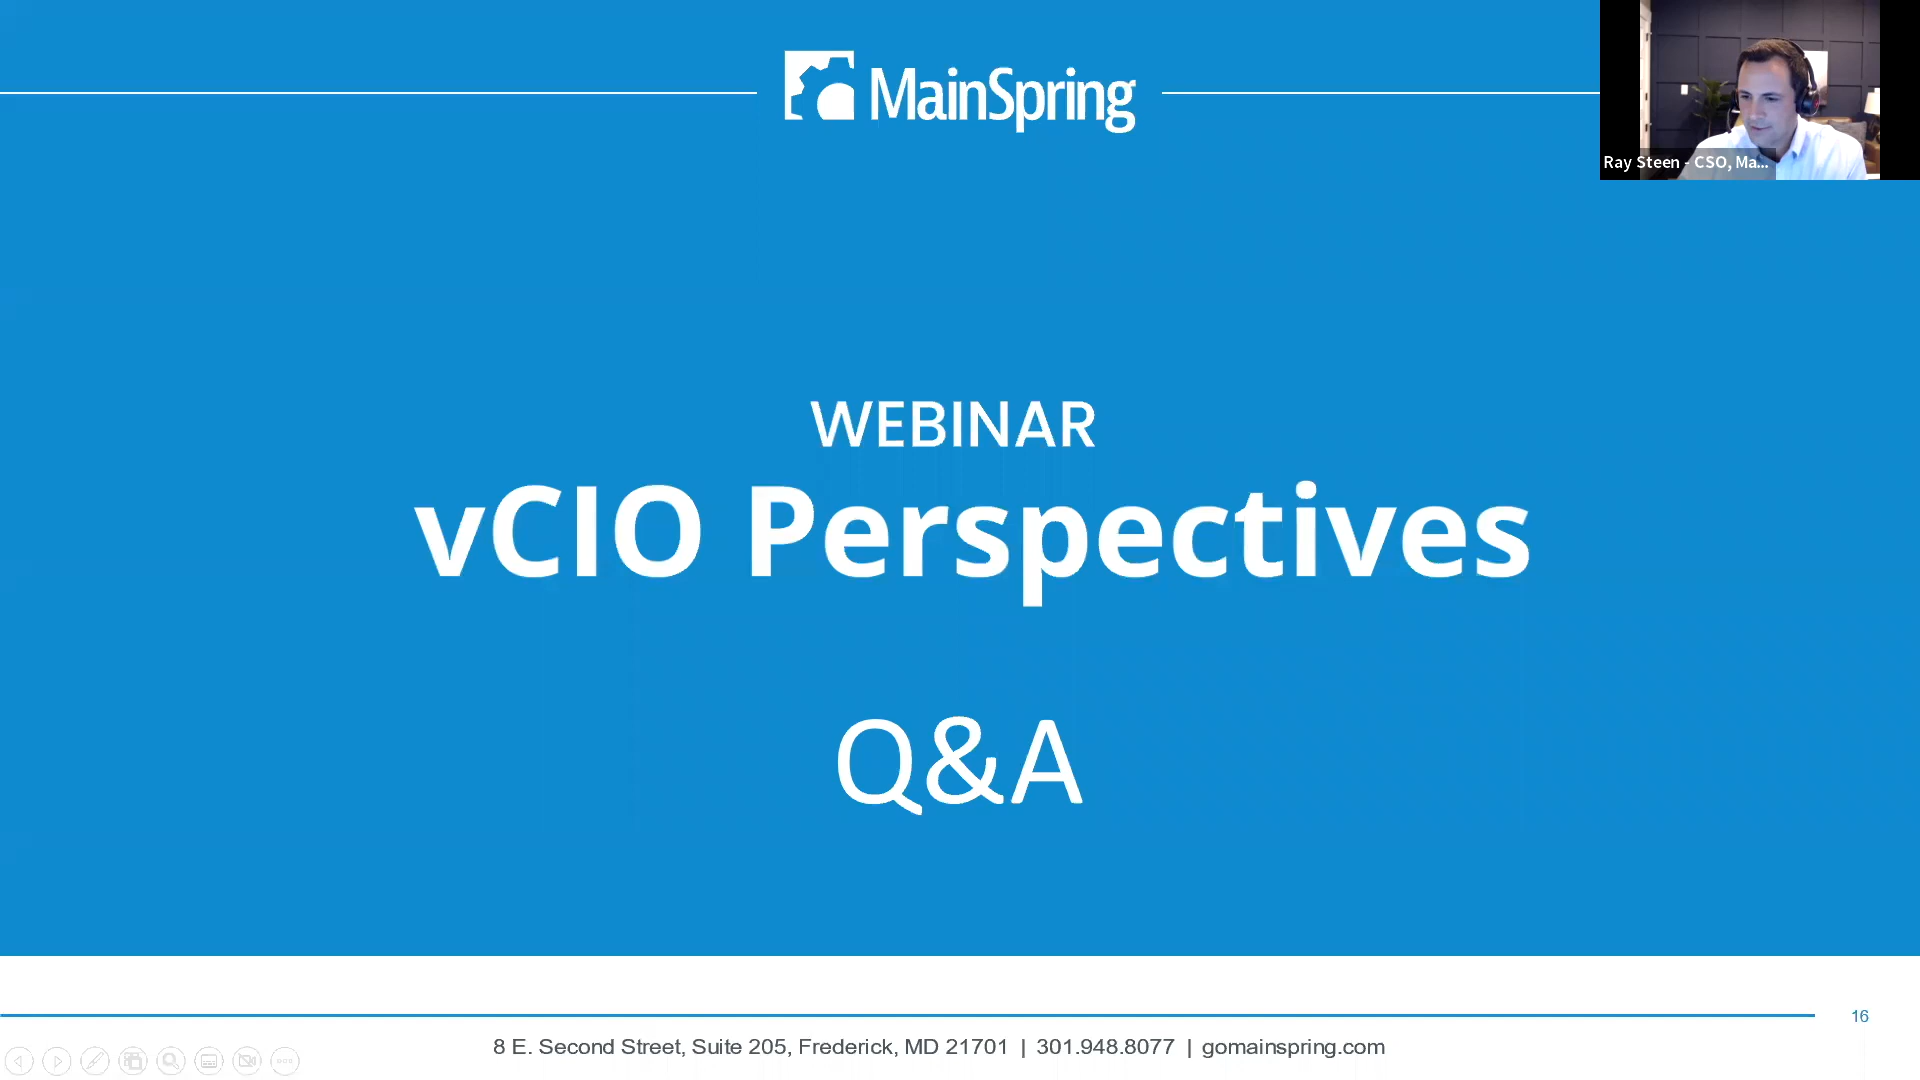 MainSpring
Ray Steen - CSO, Ma...
WEBINAR
vCIO Perspectives
Q&A
16
8 E. Second Street, Suite 205, Frederick, MD 21701 | 301.948.8077 | gomainspring.com